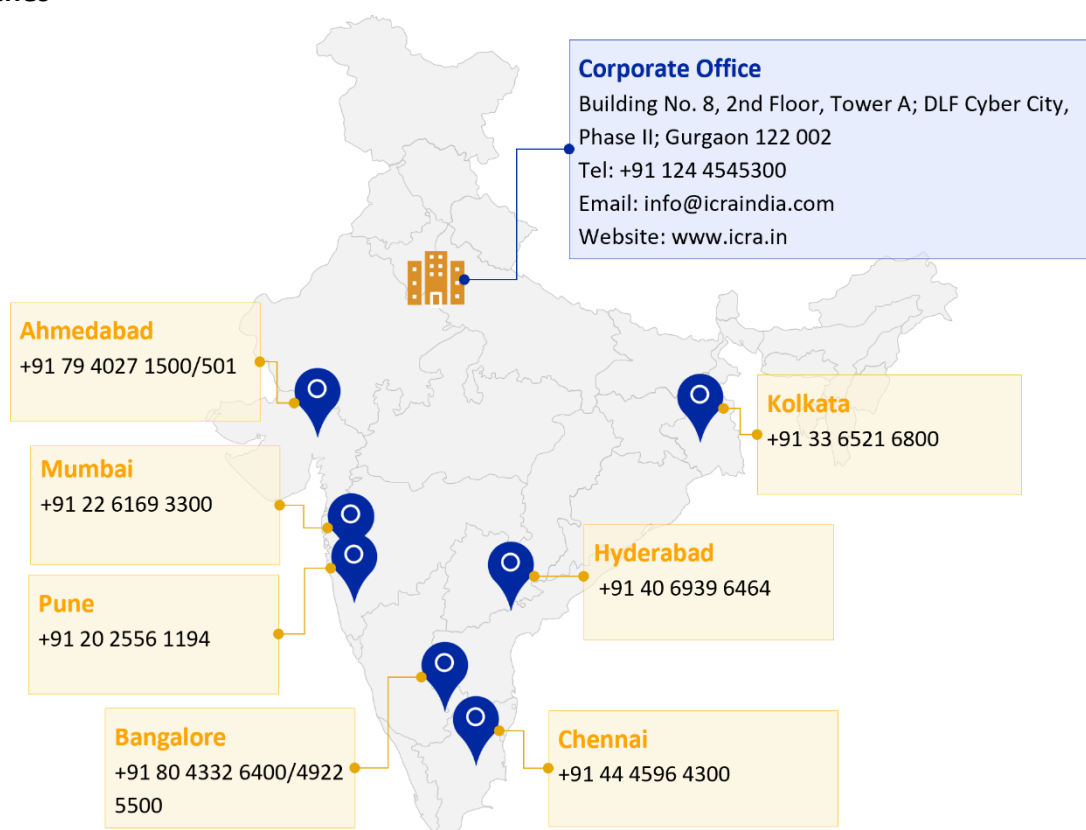 Corporate Office
Building No. 8, 2nd Floor, Tower A; DLF Cyber City,
Phase II; Gurgaon 122 002
Tel: +91 124 4545300
Email: info@icraindia.com
Website: www.icra.in
Ahmedabad
+91 79 4027 1500/501
Kolkata
+91 33 6521 6800
Mumbai
+91 22 6169 3300
Hyderabad
+91 40 6939 6464
Pune
+91 20 2556 1194
Bangalore
+91 80 4332 6400/4922
5500
Chennai
+91 44 4596 4300